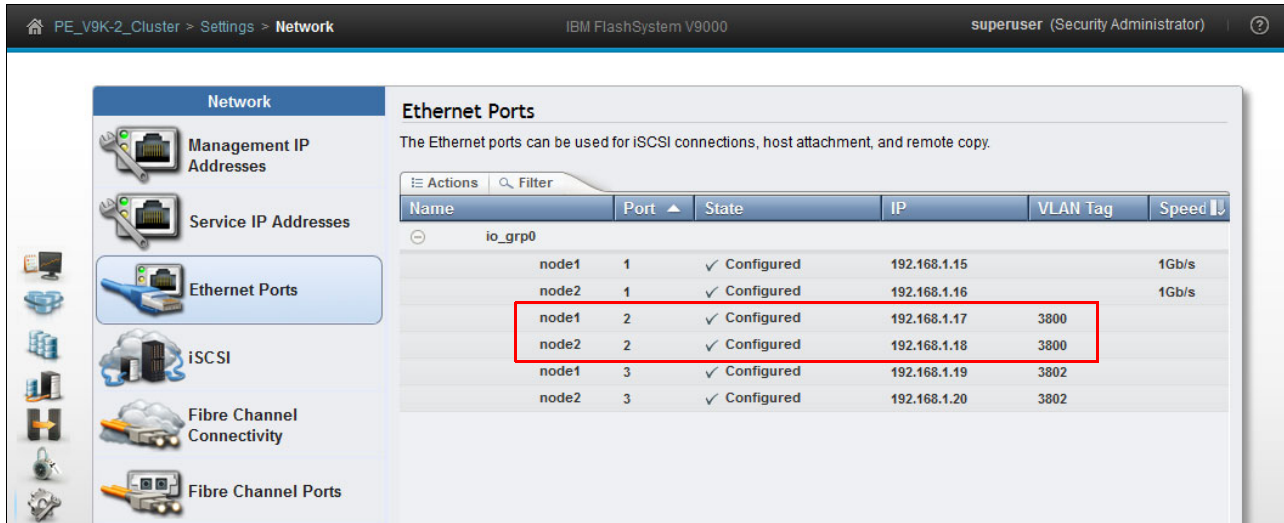 PE_V9K-2_Cluster > Settings > Network IBM FlashSystem V9000 superuser (Security Administrator) ?
Network
Management IP
Addresses
Service IP Addresses
Ethernet Ports
iSCSI
Fibre Channel
Connectivity
Fibre Channel Ports
Ethernet Ports
The Ethernet ports can be used for iSCSI connections, host attachment, and remote copy.
Actions Filter
Name Port State IP VLAN Tag Speed
io_grp0
node1 1 ✓ Configured 192.168.1.15 1Gb/s
node2 1 ✓ Configured 192.168.1.16 1Gb/s
node1 2 ✓ Configured 192.168.1.17 3800
node2 2 ✓ Configured 192.168.1.18 3800
node1 3 ✓ Configured 192.168.1.19 3802
node2 3 ✓ Configured 192.168.1.20 3802